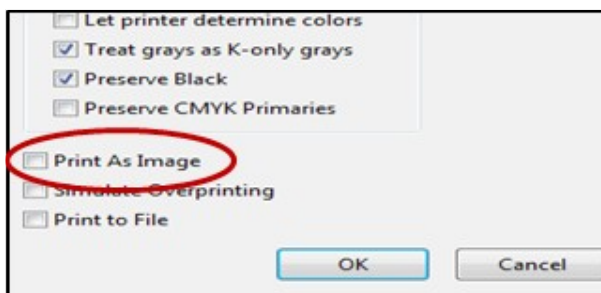 Let printer determine colors
Treat grays as K-only grays
Preserve Black
Preserve CMYK Primaries
Print As Image
Simulate Overprinting
Print to File
OK Cancel